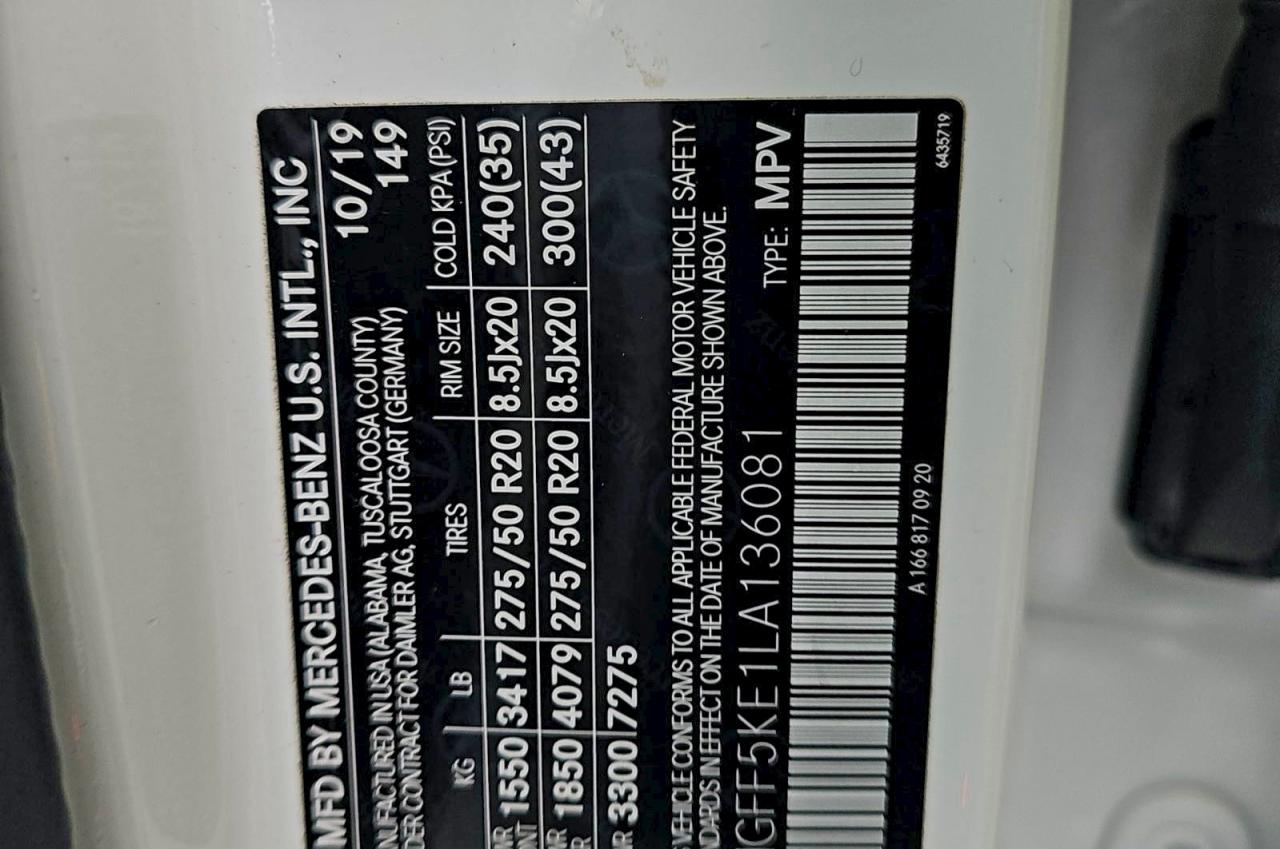 MFD BY MERCEDES-BENZ U.S. INTL., INC
NUFACTURED IN USA (ALABAMA, TUSCALOOSA COUNTY) 10/19
DER CONTRACT FOR DAIMLER AG, STUTTGART (GERMANY) 149
KG LB TIRES RIM SIZE COLD KPA (PSI)
1550 3417 275/50 R20 8.5Jx20 240(35)
1850 4079 275/50 R20 8.5Jx20 300(43)
3300 7275
VEHICLE CONFORMS TO ALL APPLICABLE FEDERAL MOTOR VEHICLE SAFETY
NDARDS IN EFFECT ON THE DATE OF MANUFACTURE SHOWN ABOVE.
GFF5KE1LA136081 TYPE: MPV
A 166 817 09 20 6435719